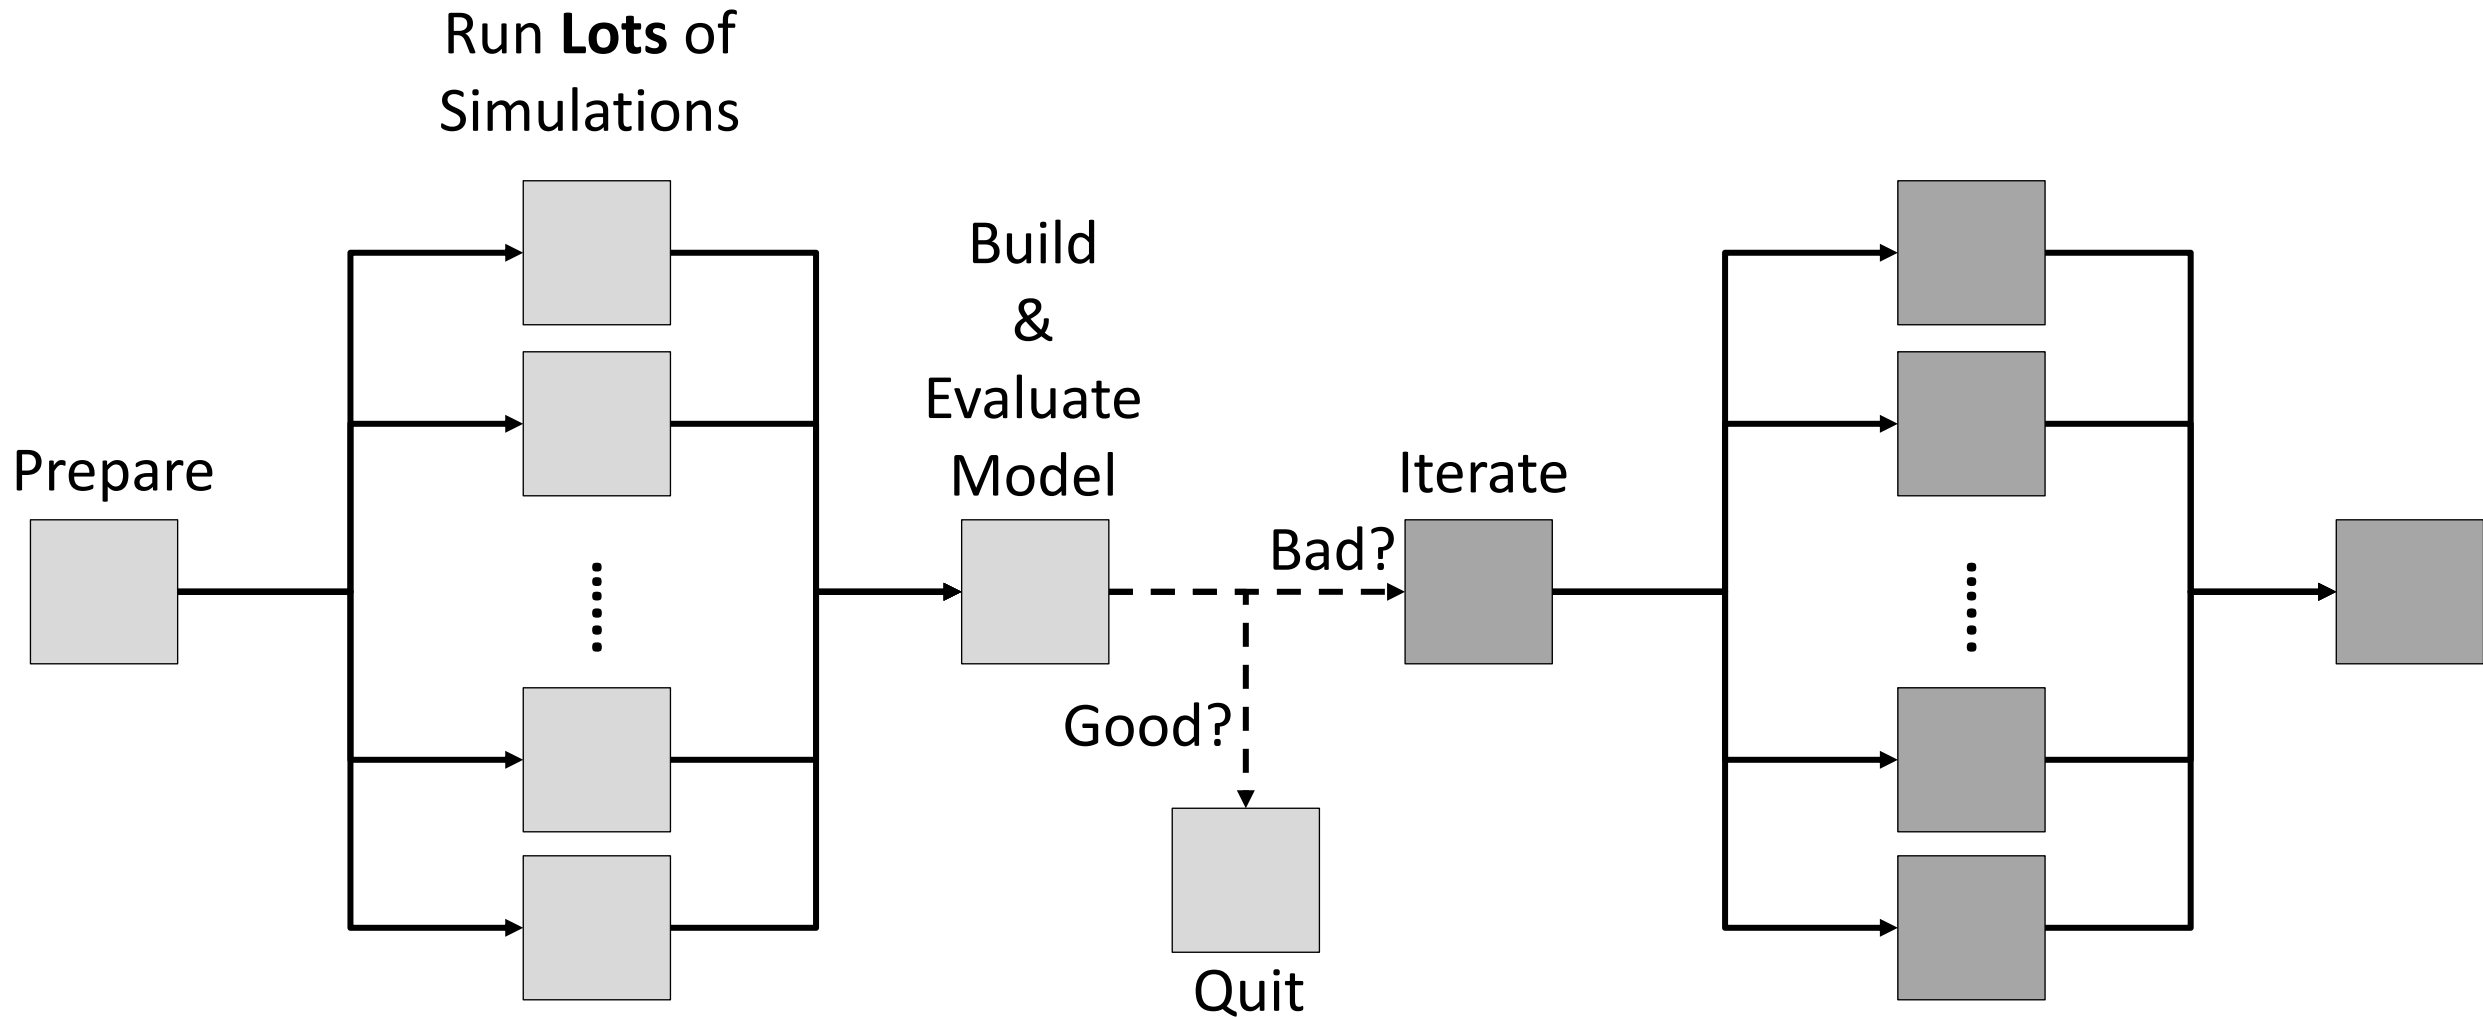 Run Lots of
Simulations
Build
&
Evaluate
Model
Prepare
Iterate
Bad?
Good?
Quit